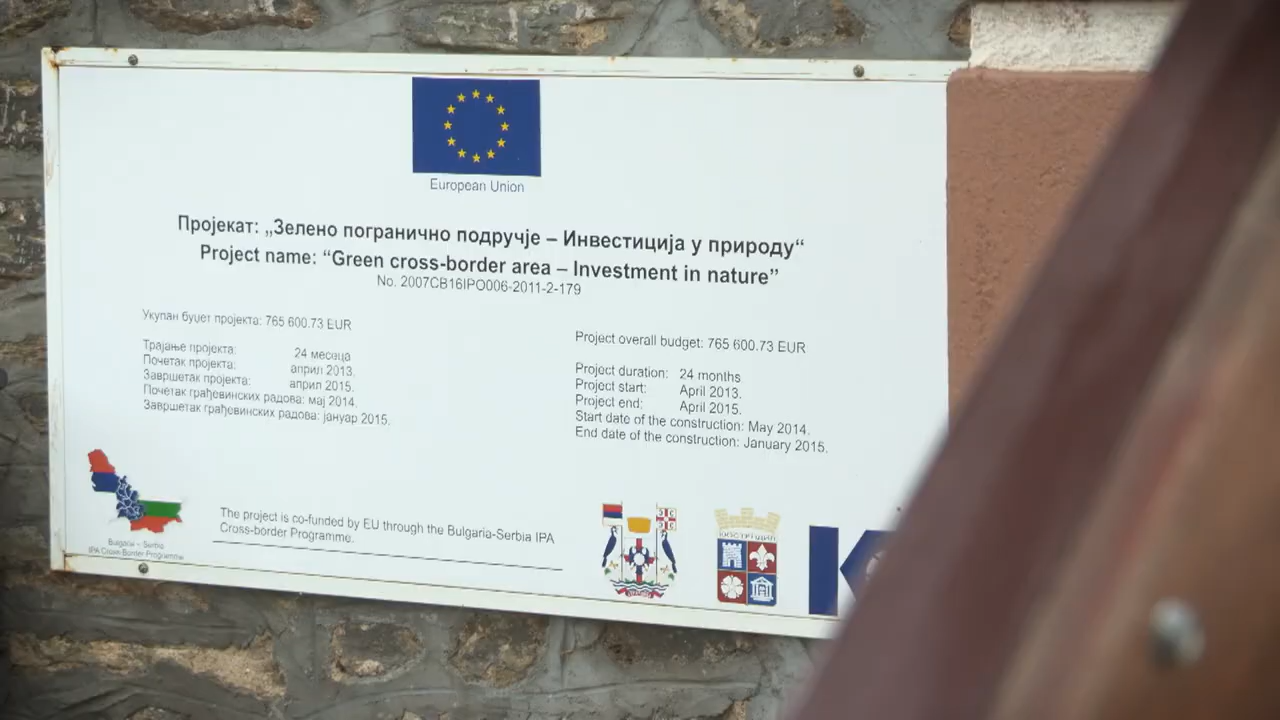 European Union
Пројекат: „Зелено погранично подручје – Инвестиција у природу“
Project name: “Green cross-border area – Investment in nature”
No. 2007CB16IPO006-2011-2-179
Укупан буџет пројекта: 765 600.73 EUR
Трајање пројекта: 24 месеца
Почетак пројекта: април 2013.
Завршетак пројекта: април 2015.
Почетак грађевинских радова: мај 2014.
Завршетак грађевинских радова: јануар 2015.
Project overall budget: 765 600.73 EUR
Project duration: 24 months
Project start: April 2013.
Project end: April 2015.
Start date of the construction: May 2014.
End date of the construction: January 2015.
Bulgaria – Serbia
IPA Cross-Border Programme
The project is co-funded by EU through the Bulgaria-Serbia IPA
Cross-border Programme.
КЮСТЕНДИЛ